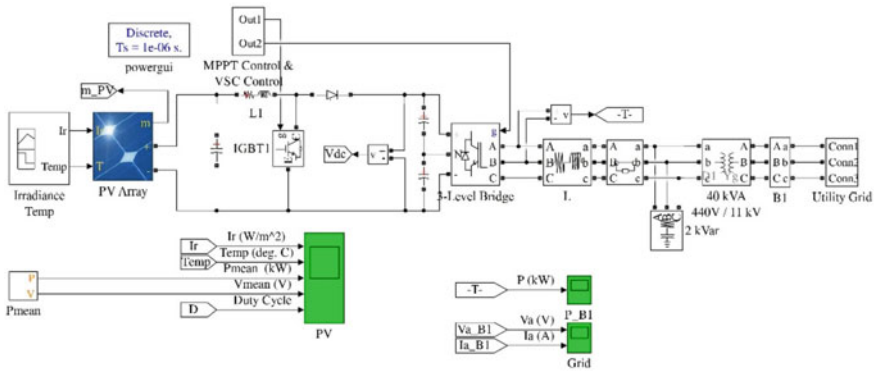 Discrete,
Ts = 1e-06 s.
powergui
Out1
Out2
MPPT Control &
VSC Control
m_PV
L1
Ir
Temp
Irradiance
Temp
Ir
T
m
+
-
PV Array
IGBT1
Vdc
v
+
-
g
A
B
C
3-Level Bridge
v
-T-
A
B
C
L
A
B
C
a
b
c
a
b
c
A
B
C
40 kVA
440V / 11 kV
2 kVar
A a
B b
C c
B1
Conn1
Conn2
Conn3
Utility Grid
Ir
Temp
D
Ir (W/m^2)
Temp (deg. C)
Pmean (kW)
Vmean (V)
Duty Cycle
PV
P
V
Pmean
-T-
P (kW)
P_B1
Va_B1
Ia_B1
Va (V)
Ia (A)
Grid